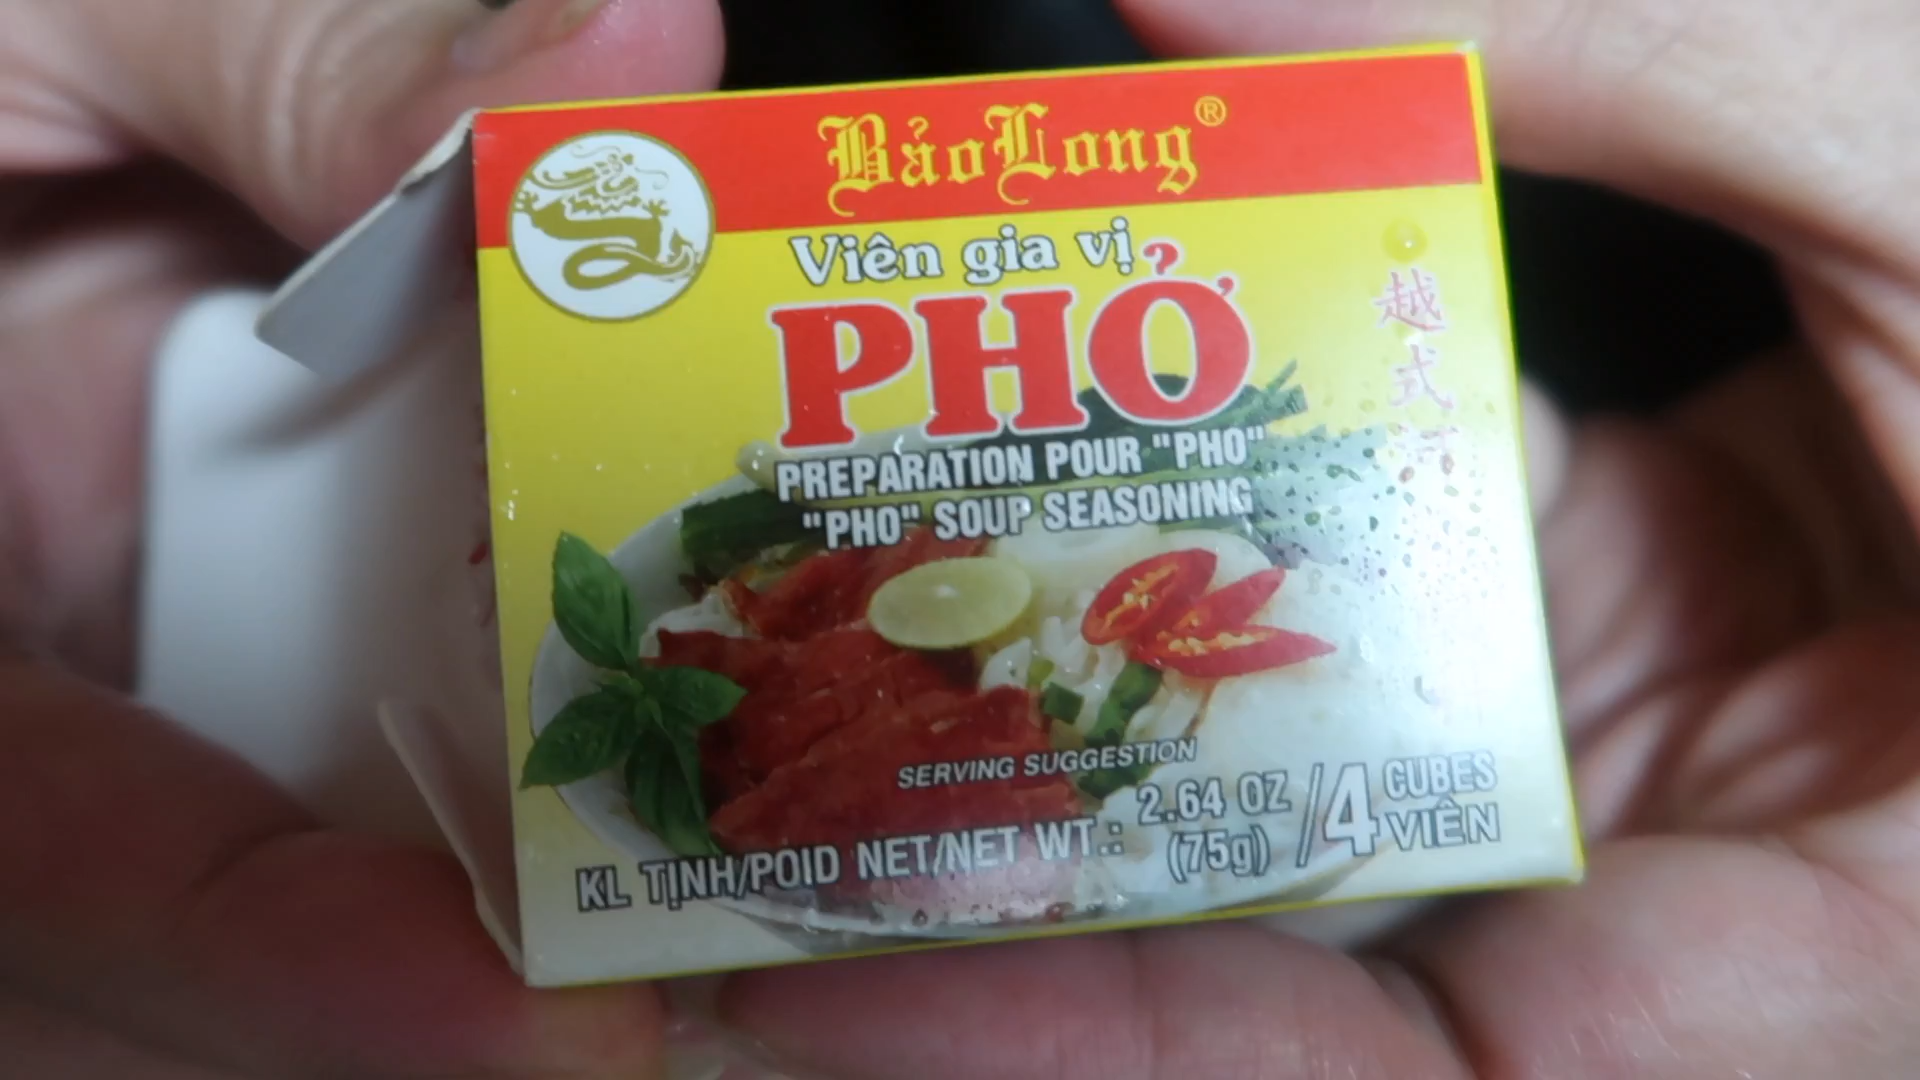 BảoLong®
Viên gia vị
PHỞ
PREPARATION POUR "PHO"
"PHO" SOUP SEASONING
越式河
SERVING SUGGESTION
KL TỊNH/POID NET/NET WT.: 2.64 OZ (75g) /4 CUBES VIÊN